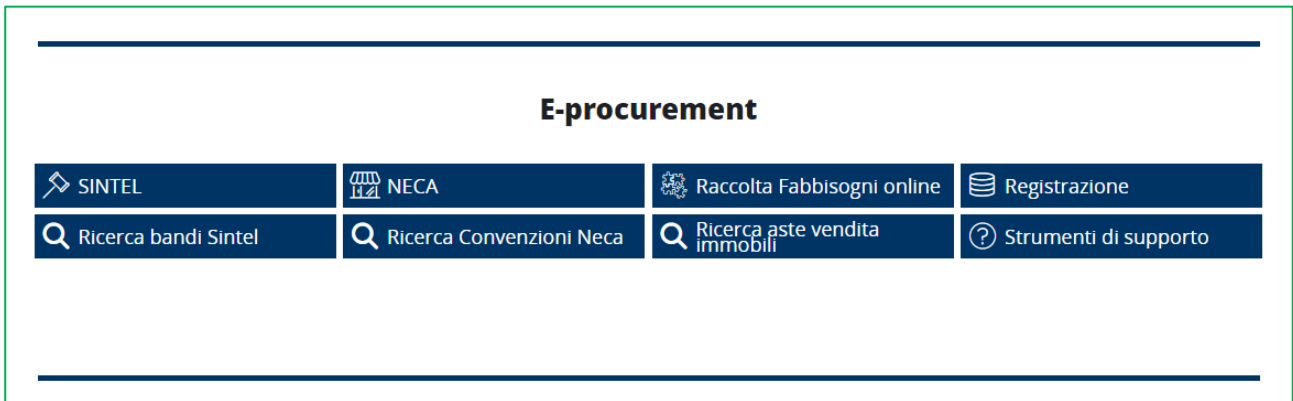 E-procurement
SINTEL
NECA
Raccolta Fabbisogni online
Registrazione
Ricerca bandi Sintel
Ricerca Convenzioni Neca
Ricerca aste vendita
immobili
Strumenti di supporto